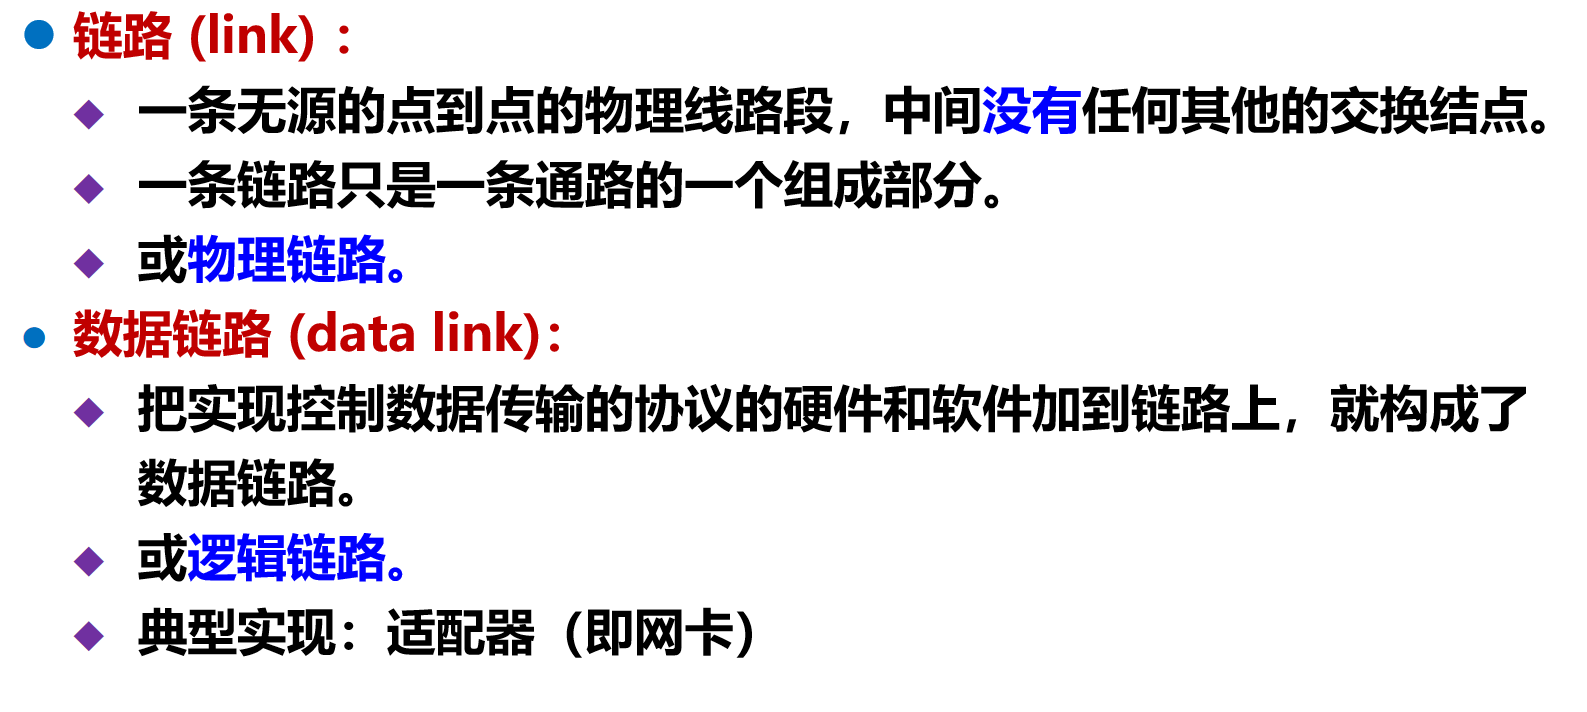 链路 (link) ：
一条无源的点到点的物理线路段，中间没有任何其他的交换结点。
一条链路只是一条通路的一个组成部分。
或物理链路。
数据链路 (data link)：
把实现控制数据传输的协议的硬件和软件加到链路上，就构成了
数据链路。
或逻辑链路。
典型实现：适配器（即网卡）